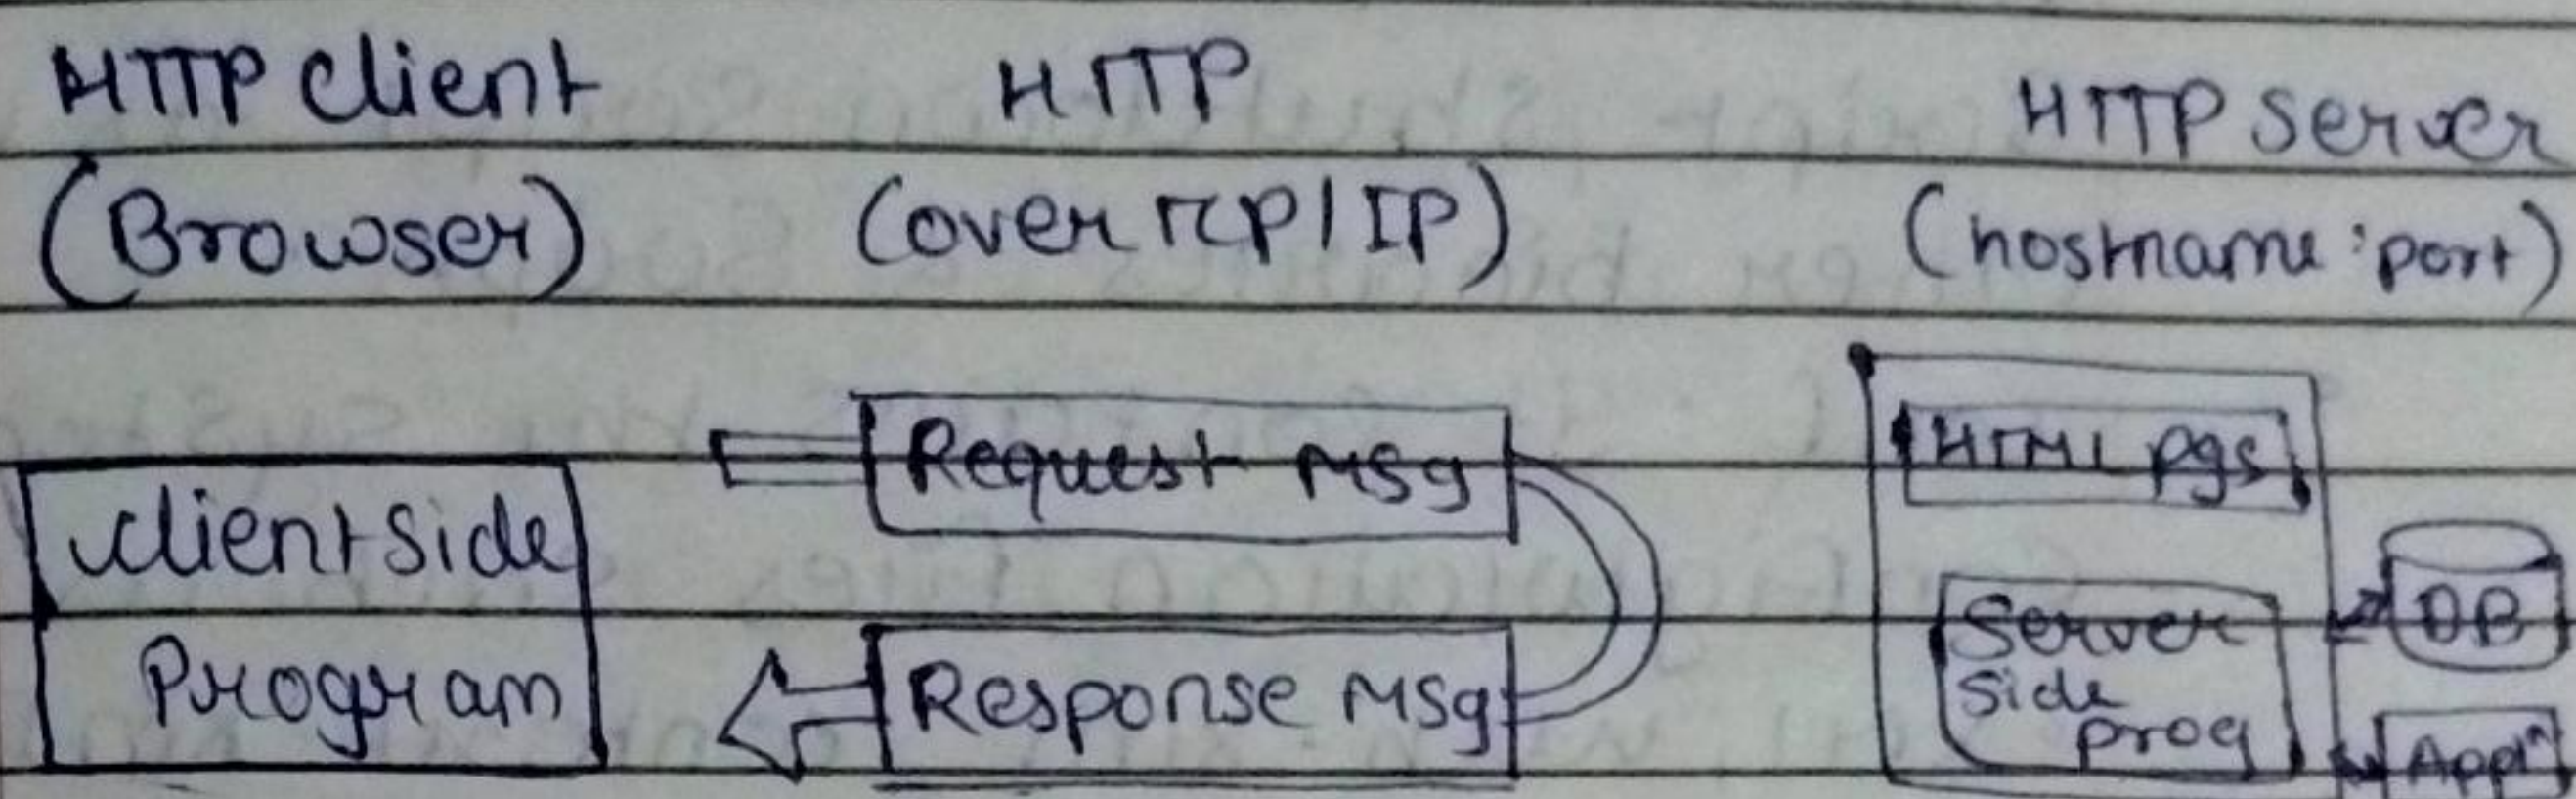 HTTP client HTTP HTTP server
(Browser) (over TCP/IP) (hostname:port)
Request Msg
HTML pgs
client side
Program
Response Msg
Server
side
prog
DB
Appln